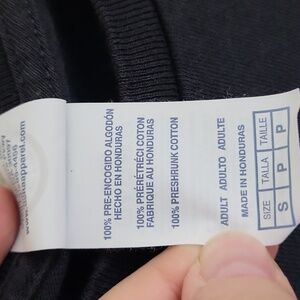 100% PRE-ENCOGIDO ALGODÓN
HECHO EN HONDURAS
100% PRÉRÉTRÉCI COTON
FABRIQUÉ AU HONDURAS
100% PRESHRUNK COTTON
ADULT ADULTO ADULTE
MADE IN HONDURAS
SIZE TALLA TAILLE
S P P